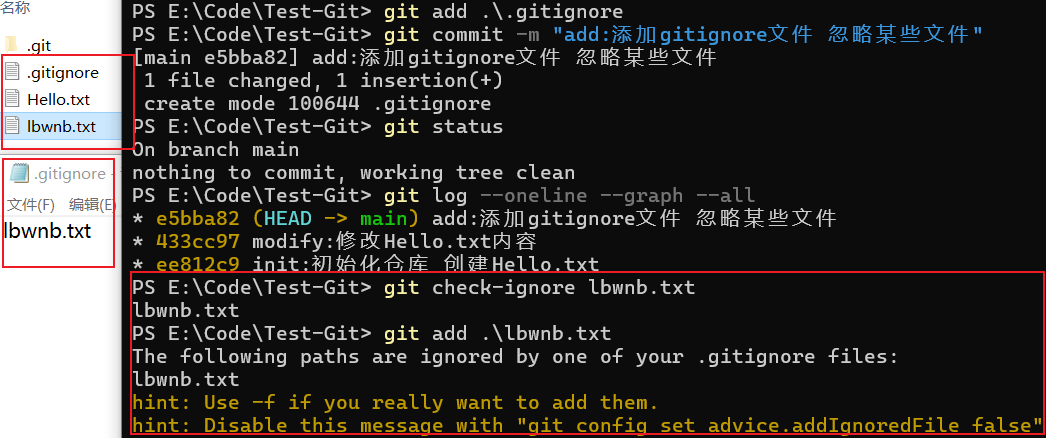 名称
.git
.gitignore
Hello.txt
lbwnb.txt
.gitignore -
文件(F) 编辑(E)
lbwnb.txt
PS E:\Code\Test-Git> git add .\.gitignore
PS E:\Code\Test-Git> git commit -m "add:添加gitignore文件 忽略某些文件"
[main e5bba82] add:添加gitignore文件 忽略某些文件
1 file changed, 1 insertion(+)
create mode 100644 .gitignore
PS E:\Code\Test-Git> git status
On branch main
nothing to commit, working tree clean
PS E:\Code\Test-Git> git log --oneline --graph --all
* e5bba82 (HEAD -> main) add:添加gitignore文件 忽略某些文件
* 433cc97 modify:修改Hello.txt内容
* ee812c9 init:初始化仓库 创建Hello.txt
PS E:\Code\Test-Git> git check-ignore lbwnb.txt
lbwnb.txt
PS E:\Code\Test-Git> git add .\lbwnb.txt
The following paths are ignored by one of your .gitignore files:
lbwnb.txt
hint: Use -f if you really want to add them.
hint: Disable this message with "git config set advice.addIgnoredFile false"